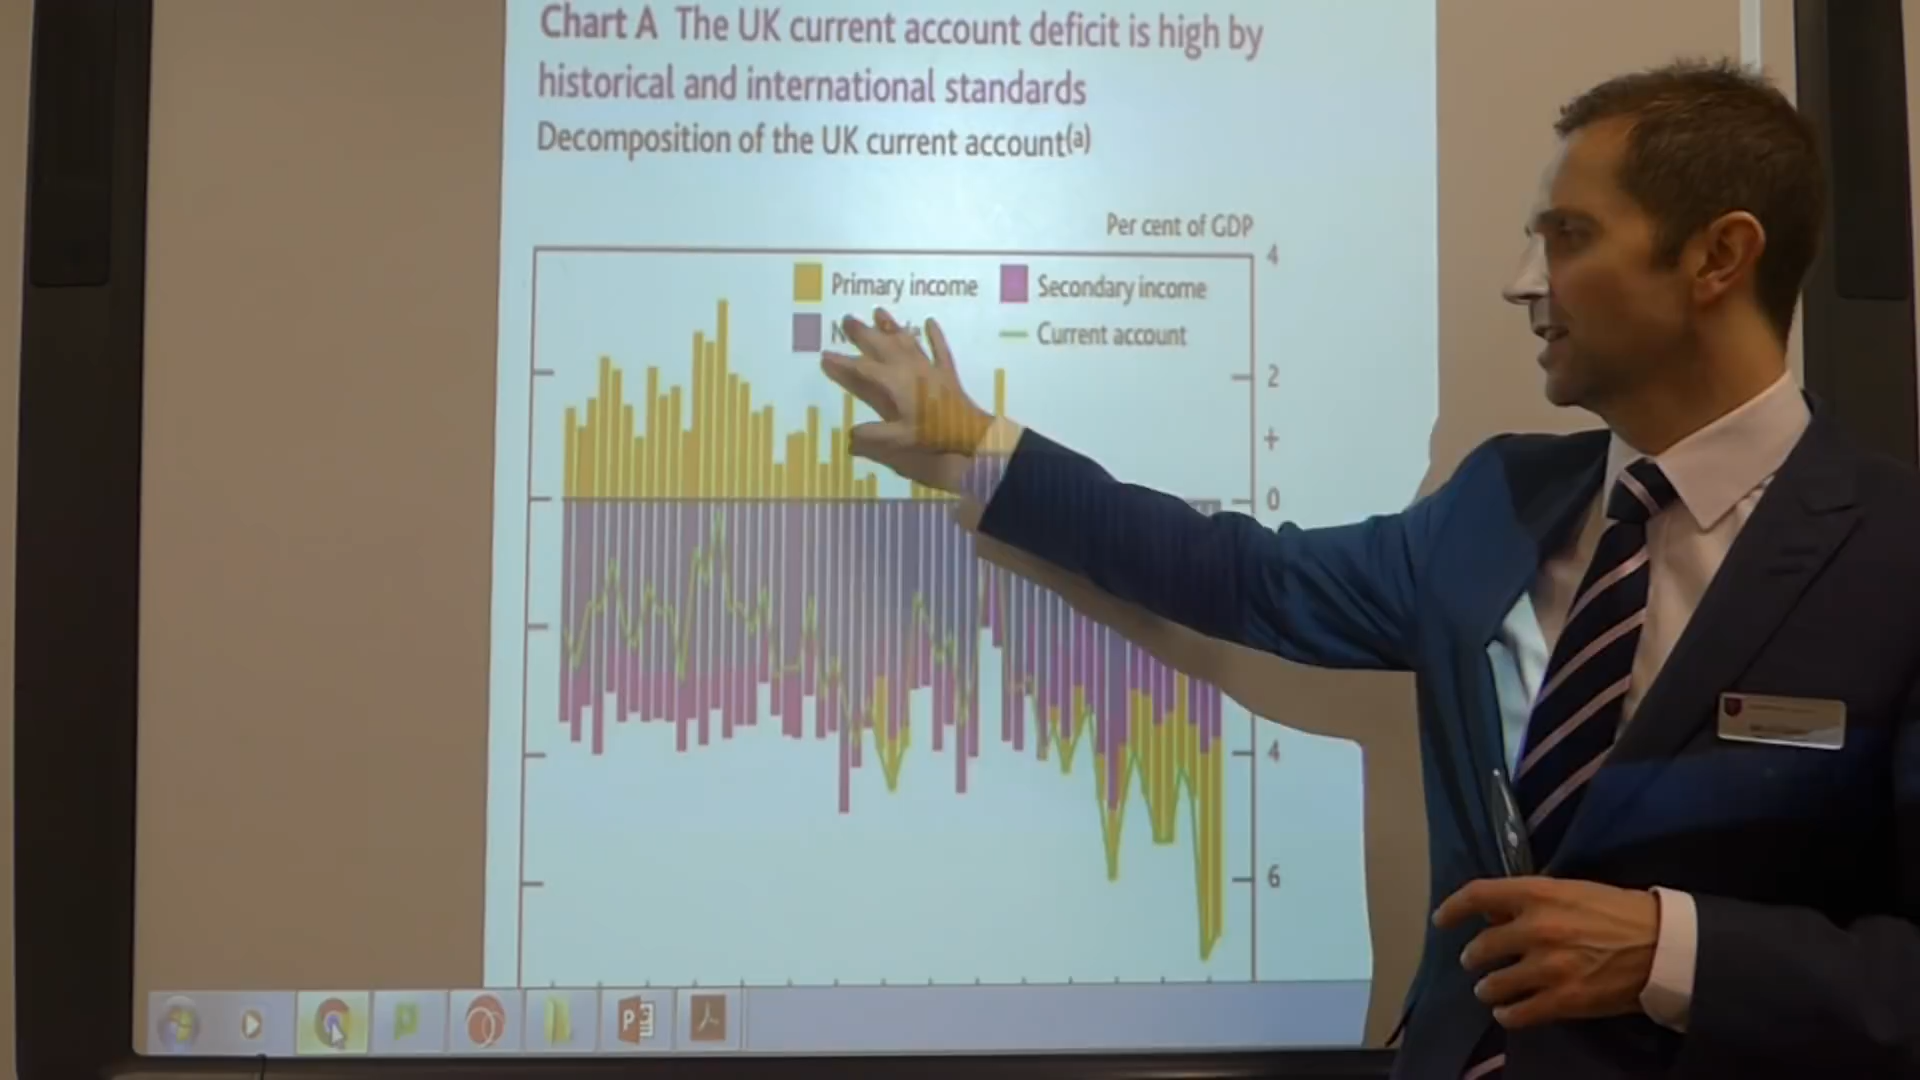 Chart A The UK current account deficit is high by
historical and international standards
Decomposition of the UK current account(a)
Per cent of GDP
Primary income
Secondary income
Current account
4
2
+
0
4
6